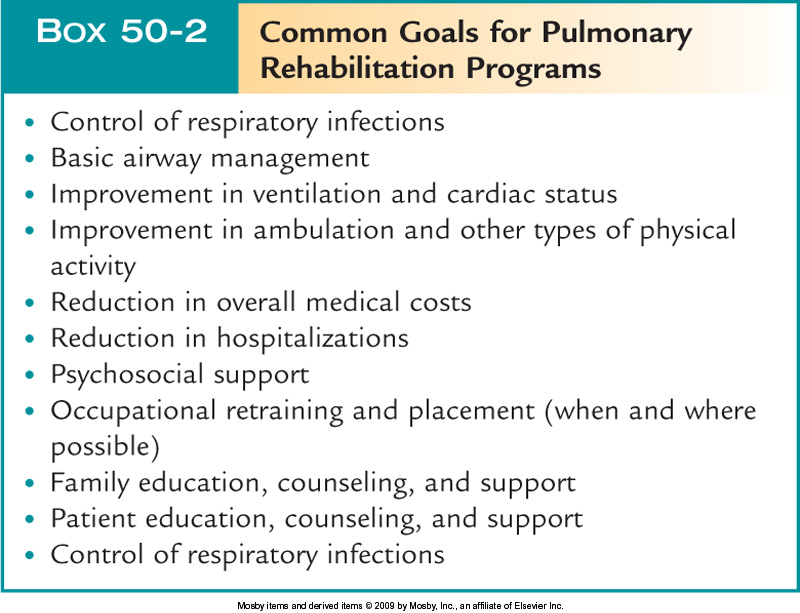 BOX 50-2
Common Goals for Pulmonary
Rehabilitation Programs
• Control of respiratory infections
• Basic airway management
• Improvement in ventilation and cardiac status
• Improvement in ambulation and other types of physical
activity
• Reduction in overall medical costs
• Reduction in hospitalizations
• Psychosocial support
• Occupational retraining and placement (when and where
possible)
• Family education, counseling, and support
• Patient education, counseling, and support
• Control of respiratory infections
Mosby items and derived items © 2009 by Mosby, Inc., an affiliate of Elsevier Inc.